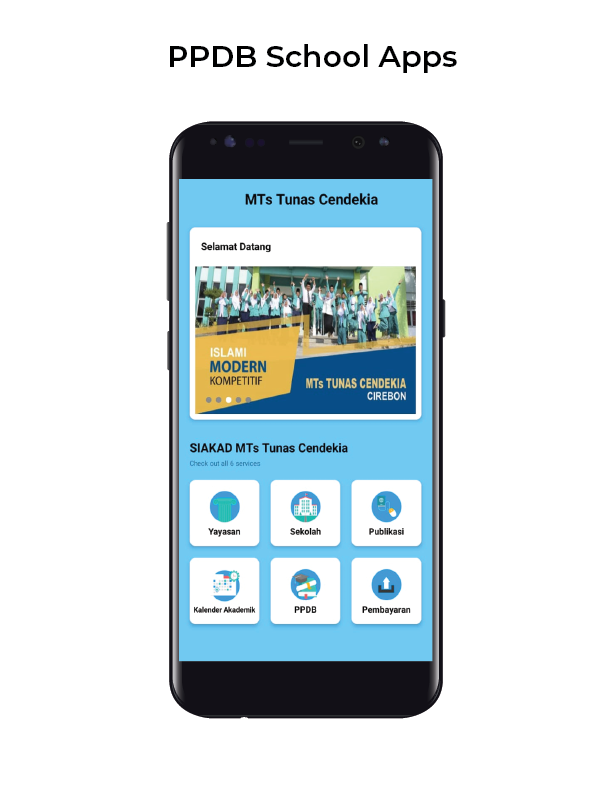 PPDB School Apps
MTs Tunas Cendekia
Selamat Datang
ISLAMI
MODERN
KOMPETITIF
MTs TUNAS CENDEKIA
CIREBON
SIAKAD MTs Tunas Cendekia
Check out all 6 services
Yayasan
Sekolah
Publikasi
Kalender Akademik
PPDB
Pembayaran